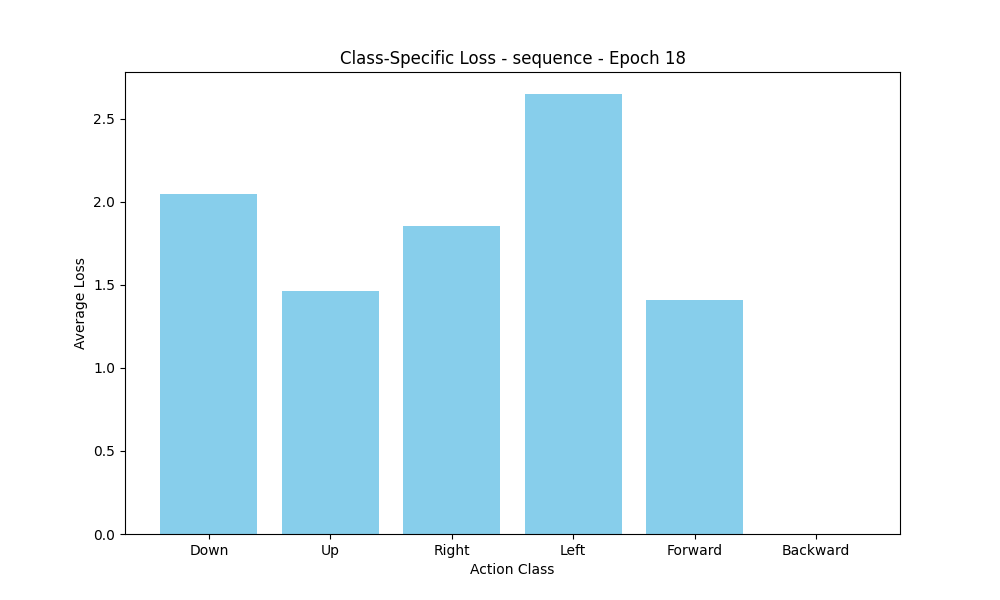 Class-Specific Loss - sequence - Epoch 18
2.5
2.0
1.5
1.0
0.5
0.0
Average Loss
Down Up Right Left Forward Backward
Action Class